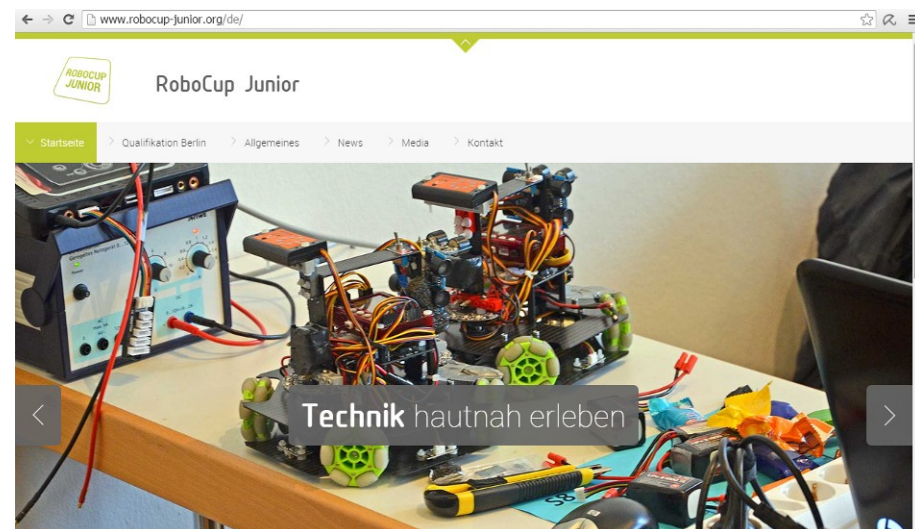 www.robocup-junior.org/de/
ROBOCUP
JUNIOR
RoboCup Junior
Startseite
Qualifikation Berlin
Allgemeines
News
Media
Kontakt
Technik hautnah erleben
S8